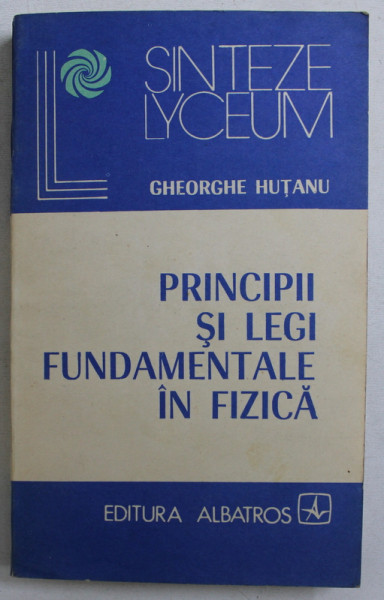 SINTEZE
LYCEUM
GHEORGHE HUȚANU
PRINCIPII
ȘI LEGI
FUNDAMENTALE
ÎN FIZICĂ
EDITURA ALBATROS